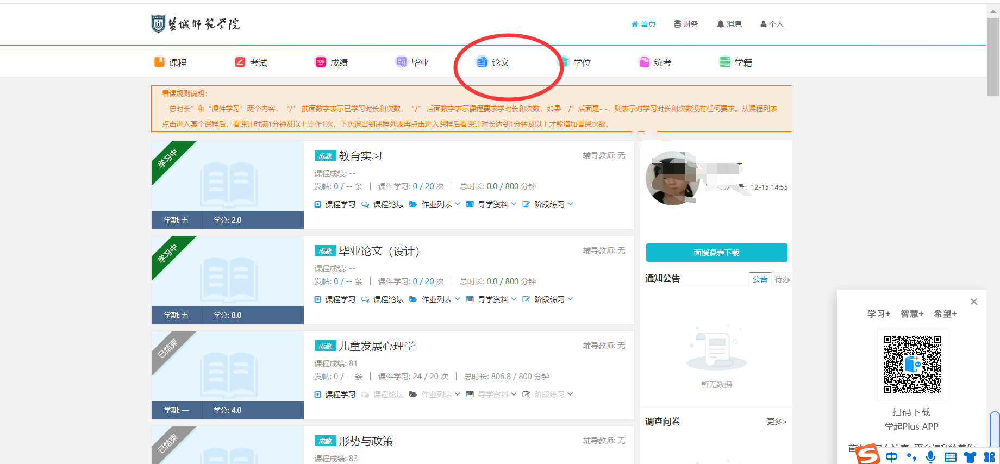 盐城师范学院
首页 财务 消息 个人
课程 考试 成绩 毕业 论文 学位 统考 学籍
看课规则说明：
“总时长”和“课件学习”两个内容，“/” 前面数字表示已学习时长和次数，“/” 后面数字表示课程要求学时长和次数，如果“/”后面是- -，则表示对学习时长和次数没有任何要求。从课程列表
点击进入某个课程后，看课计时满1分钟及以上计作1次，下次退出到课程列表再点击进入课程后看课计时长达到1分钟及以上才能增加看课次数。
学习中
成教 教育实习
辅导教师: 无
课程成绩: --
发帖: 0 / -- 条 | 课件学习: 0 / 20 次 | 总时长: 0.0 / 800 分钟
课程学习 课程论坛 作业列表 导学资料 阶段练习
学期: 五 学分: 2.0
学习中
成教 毕业论文（设计）
辅导教师: 无
课程成绩: --
发帖: 0 / -- 条 | 课件学习: 0 / 20 次 | 总时长: 0.0 / 800 分钟
课程学习 课程论坛 作业列表 导学资料 阶段练习
学期: 五 学分: 8.0
已结束
成教 儿童发展心理学
辅导教师: 无
课程成绩: 81
发帖: 0 / -- 条 | 课件学习: 24 / 20 次 | 总时长: 806.8 / 800 分钟
课程学习 课程论坛 作业列表 导学资料 阶段练习
学期: 一 学分: 4.0
已结束
成教 形势与政策
辅导教师: 无
课程成绩: 83
12-15 14:55
面授课表下载
通知公告 公告 待办
暂无数据
调查问卷 更多>
学习+ 智慧+ 希望+
扫码下载
学起Plus APP
中